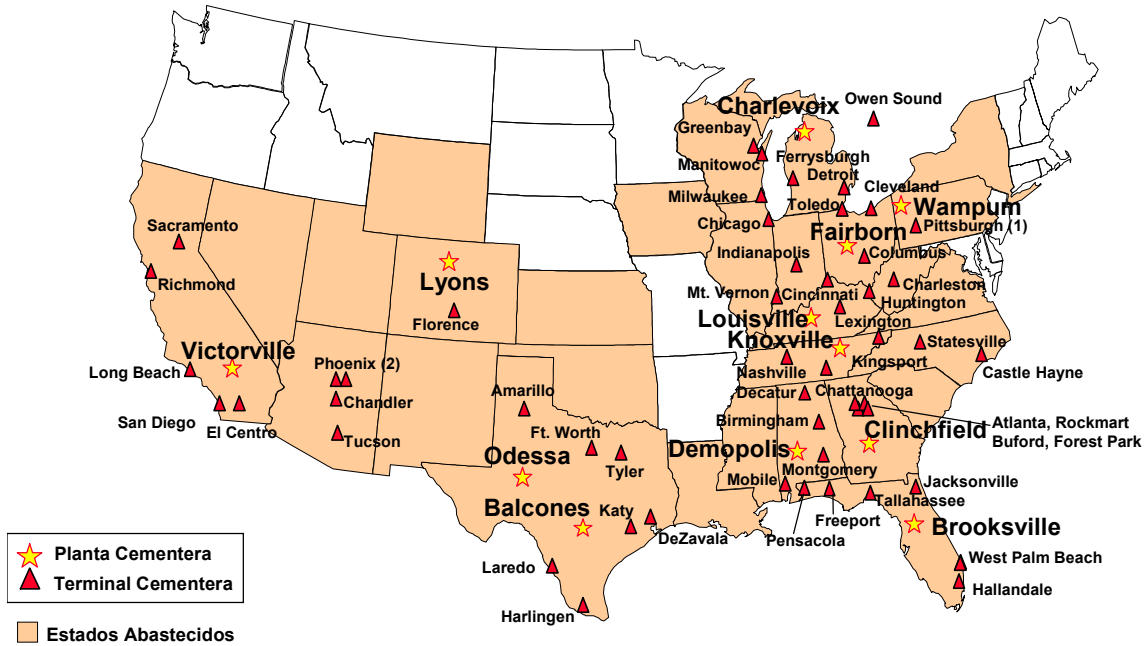 Charlevoix
Owen Sound
Greenbay
Manitowoc
Ferrysburgh
Detroit
Cleveland
Milwaukee
Toledo
Wampum
Chicago
Pittsburgh (1)
Fairborn
Sacramento
Indianapolis
Columbus
Richmond
Lyons
Charleston
Mt. Vernon
Cincinnati
Huntington
Florence
Louisville
Lexington
Knoxville
Victorville
Statesville
Phoenix (2)
Nashville
Kingsport
Long Beach
Castle Hayne
Amarillo
Decatur
Chattanooga
Chandler
San Diego
El Centro
Birmingham
Atlanta, Rockmart
Buford, Forest Park
Clinchfield
Tucson
Ft. Worth
Odessa
Tyler
Demopolis
Montgomery
Mobile
Jacksonville
Tallahassee
Balcones
Katy
Freeport
DeZavala
Pensacola
Brooksville
Planta Cementera
West Palm Beach
Laredo
Terminal Cementera
Hallandale
Harlingen
Estados Abastecidos